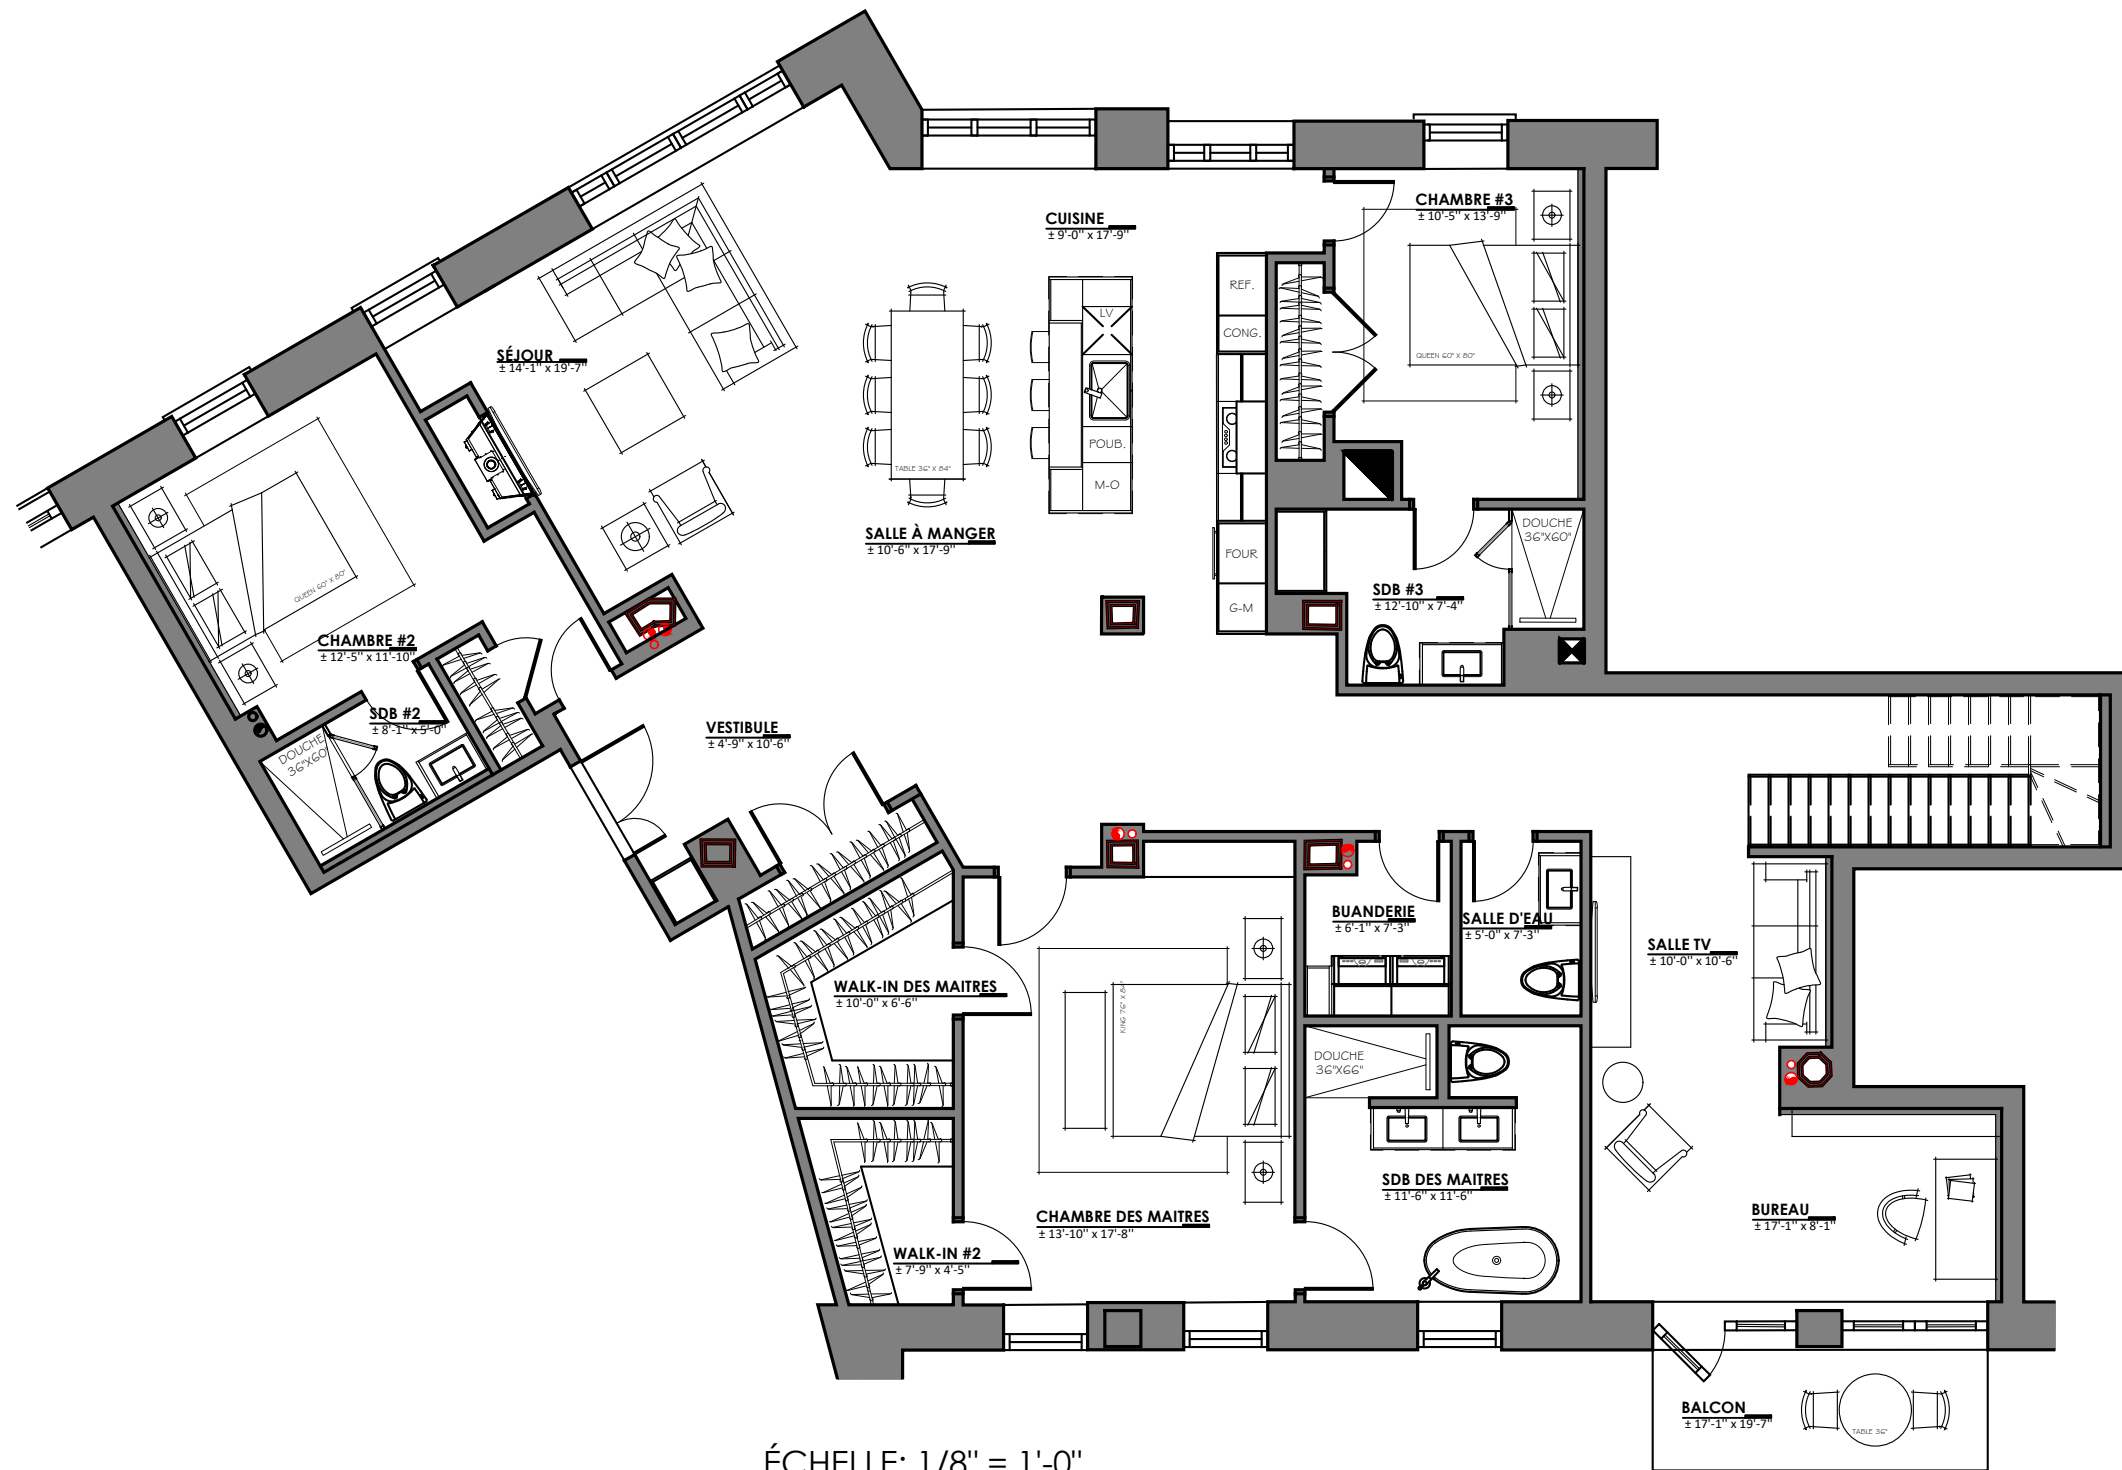 CHAMBRE #3
± 10'-5" x 13'-9"
CUISINE
± 9'-0" x 17'-9"
REF.
LV
CONG.
SÉJOUR
± 14'-1" x 19'-7"
QUEEN 60" X 80"
POUB.
TABLE 36" X 84"
M-O
SALLE À MANGER
± 10'-6" x 17'-9"
DOUCHE
36"X60"
FOUR
QUEEN 60" X 80"
SDB #3
± 12'-10" x 7'-4"
G-M
CHAMBRE #2
± 12'-5" x 11'-10"
SDB #2
± 8'-1" x 5'-0"
VESTIBULE
± 4'-9" x 10'-6"
DOUCHE
36"X60"
BUANDERIE
± 6'-1" x 7'-3"
SALLE D'EAU
± 5'-0" x 7'-3"
SALLE TV
± 10'-0" x 10'-6"
WALK-IN DES MAITRES
± 10'-0" x 6'-6"
KING 76" X 84"
DOUCHE
36"X66"
SDB DES MAITRES
± 11'-6" x 11'-6"
CHAMBRE DES MAITRES
± 13'-10" x 17'-8"
BUREAU
± 17'-1" x 8'-1"
WALK-IN #2
± 7'-9" x 4'-5"
BALCON
± 17'-1" x 19'-7"
TABLE 36"
ÉCHELLE: 1/8" = 1'-0"